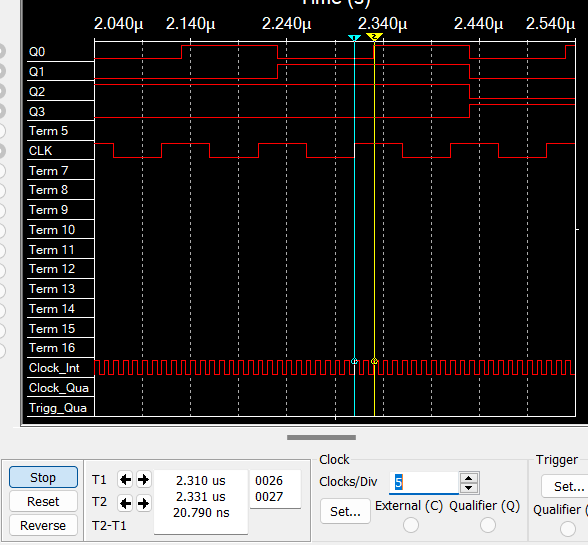 Time (s)
2.040µ 2.140µ 2.240µ 2.340µ 2.440µ 2.540µ
1 2
Q0
Q1
Q2
Q3
Term 5
CLK
Term 7
Term 8
Term 9
Term 10
Term 11
Term 12
Term 13
Term 14
Term 15
Term 16
Clock_Int
Clock_Qua
Trigg_Qua
Stop
Reset
Reverse
T1 2.310 us 0026
T2 2.331 us 0027
T2-T1 20.790 ns
Clock
Clocks/Div 5
Set... External (C) Qualifier (Q)
Trigger
Set...
Qualifier (